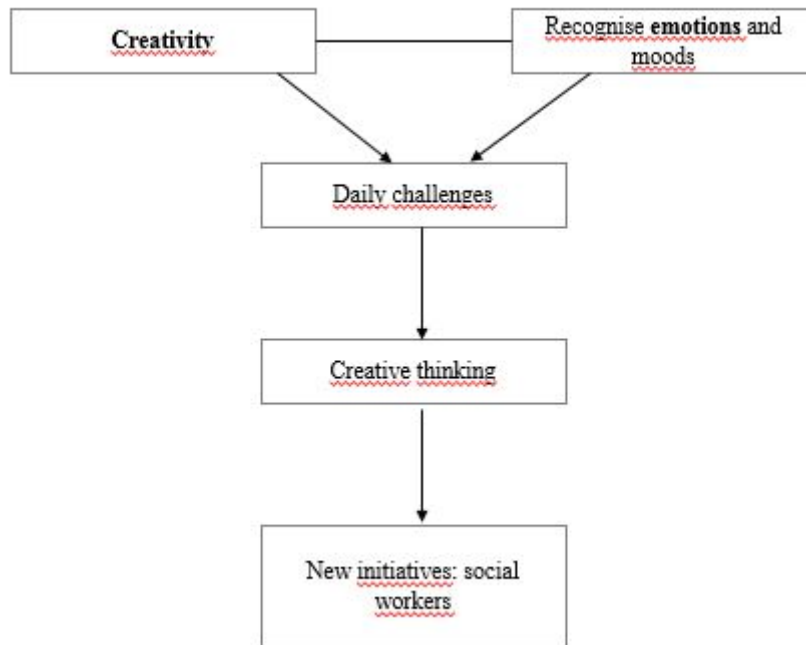 Creativity
Recognise emotions and
moods
Daily challenges
Creative thinking
New initiatives: social
workers